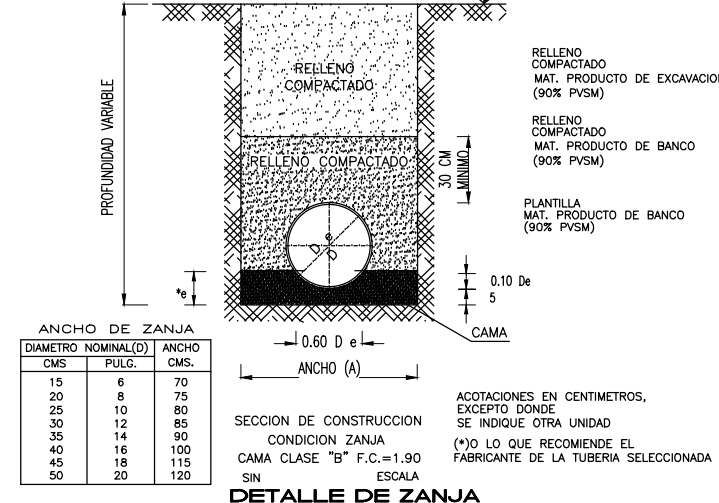 PROFUNDIDAD VARIABLE
RELLENO
COMPACTADO
RELLENO COMPACTADO
30 CM
MINIMO
D e
D
*e
0.10 De
5
CAMA
0.60 D e
ANCHO (A)
RELLENO
COMPACTADO
MAT. PRODUCTO DE EXCAVACIO
(90% PVSM)
RELLENO
COMPACTADO
MAT. PRODUCTO DE BANCO
(90% PVSM)
PLANTILLA
MAT. PRODUCTO DE BANCO
(90% PVSM)
ANCHO DE ZANJA
DIAMETRO NOMINAL(D) ANCHO
CMS PULG. CMS.
15 6 70
20 8 75
25 10 80
30 12 85
35 14 90
40 16 100
45 18 115
50 20 120
SECCION DE CONSTRUCCION
CONDICION ZANJA
CAMA CLASE "B" F.C.=1.90
SIN ESCALA
DETALLE DE ZANJA
ACOTACIONES EN CENTIMETROS,
EXCEPTO DONDE
SE INDIQUE OTRA UNIDAD
(*)O LO QUE RECOMIENDE EL
FABRICANTE DE LA TUBERIA SELECCIONADA